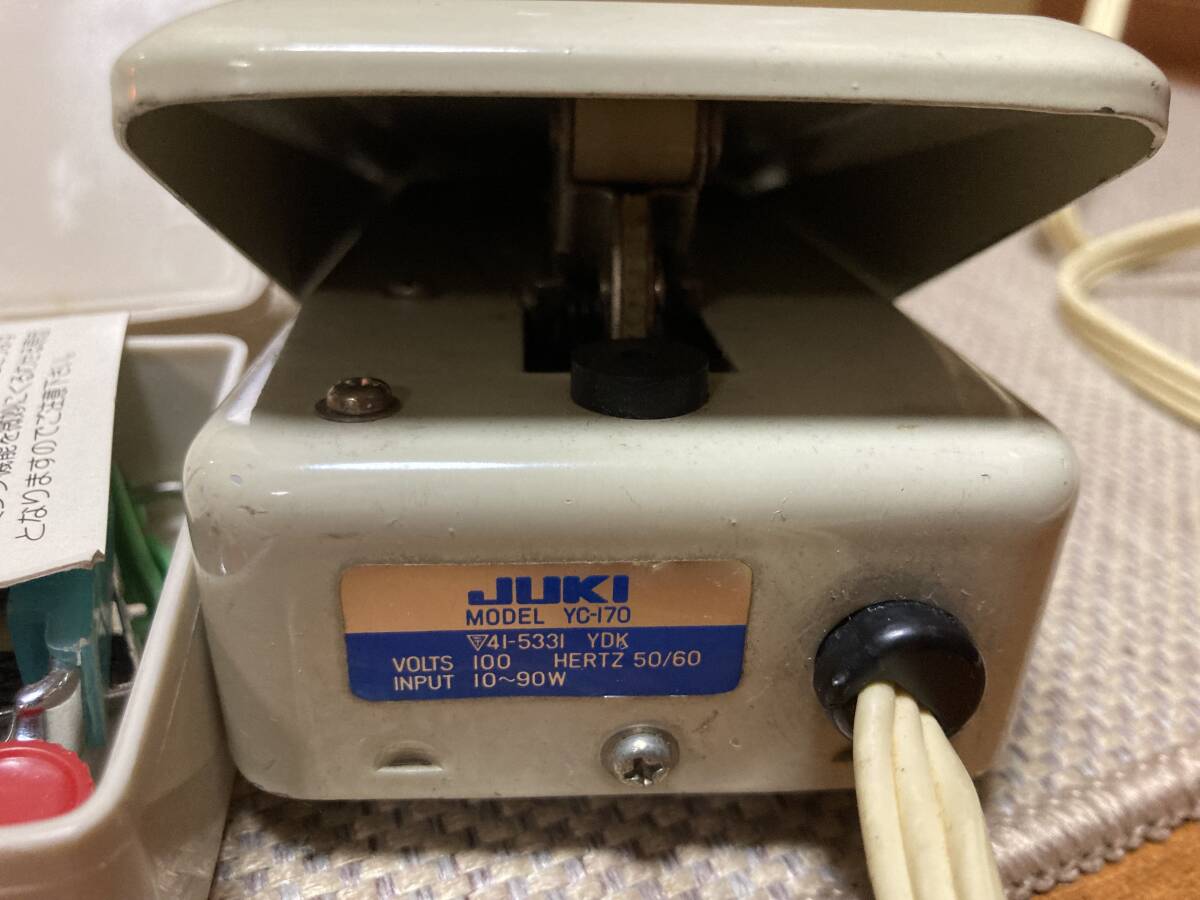 JUKI
MODEL YC-170
▽41-5331 YDK
VOLTS 100 HERTZ 50/60
INPUT 10~90W
となりますのでご注意下さい。